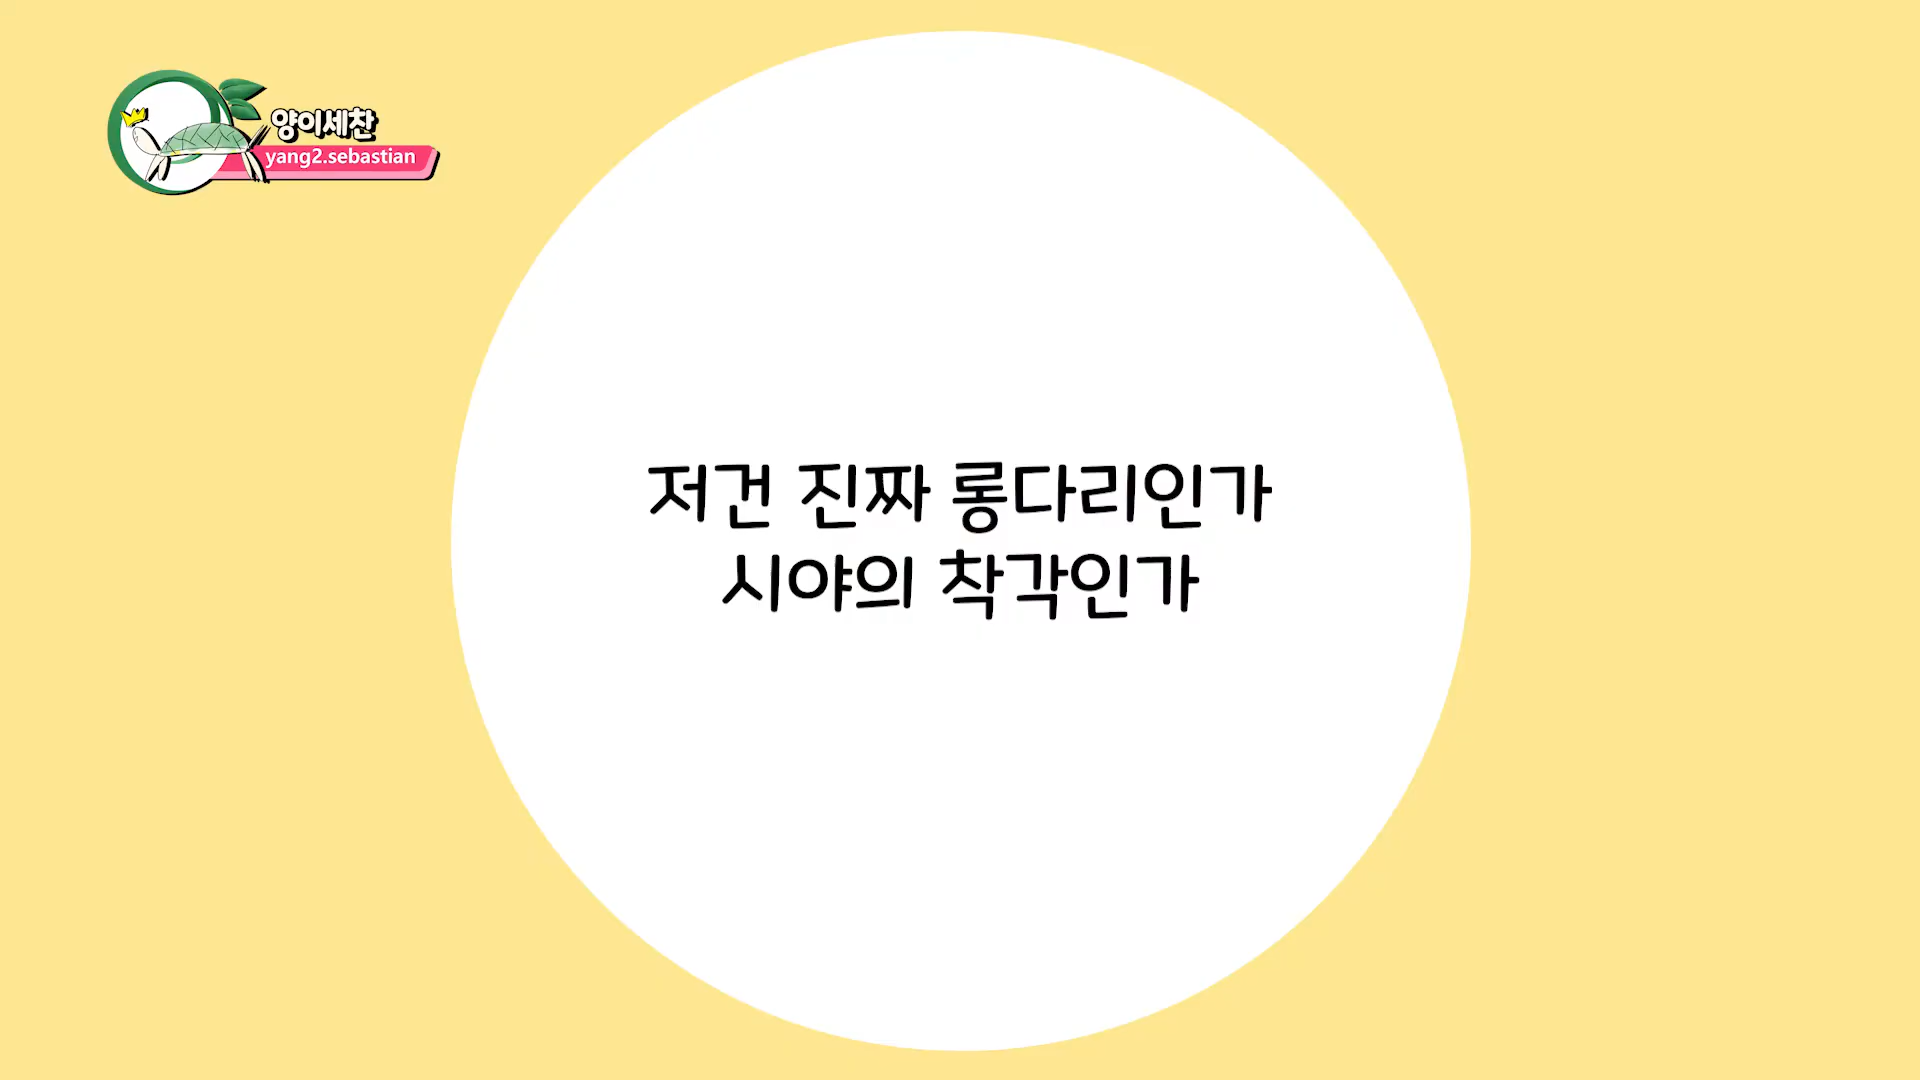 양이세찬
yang2.sebastian
저건 진짜 롱다리인가
시야의 착각인가